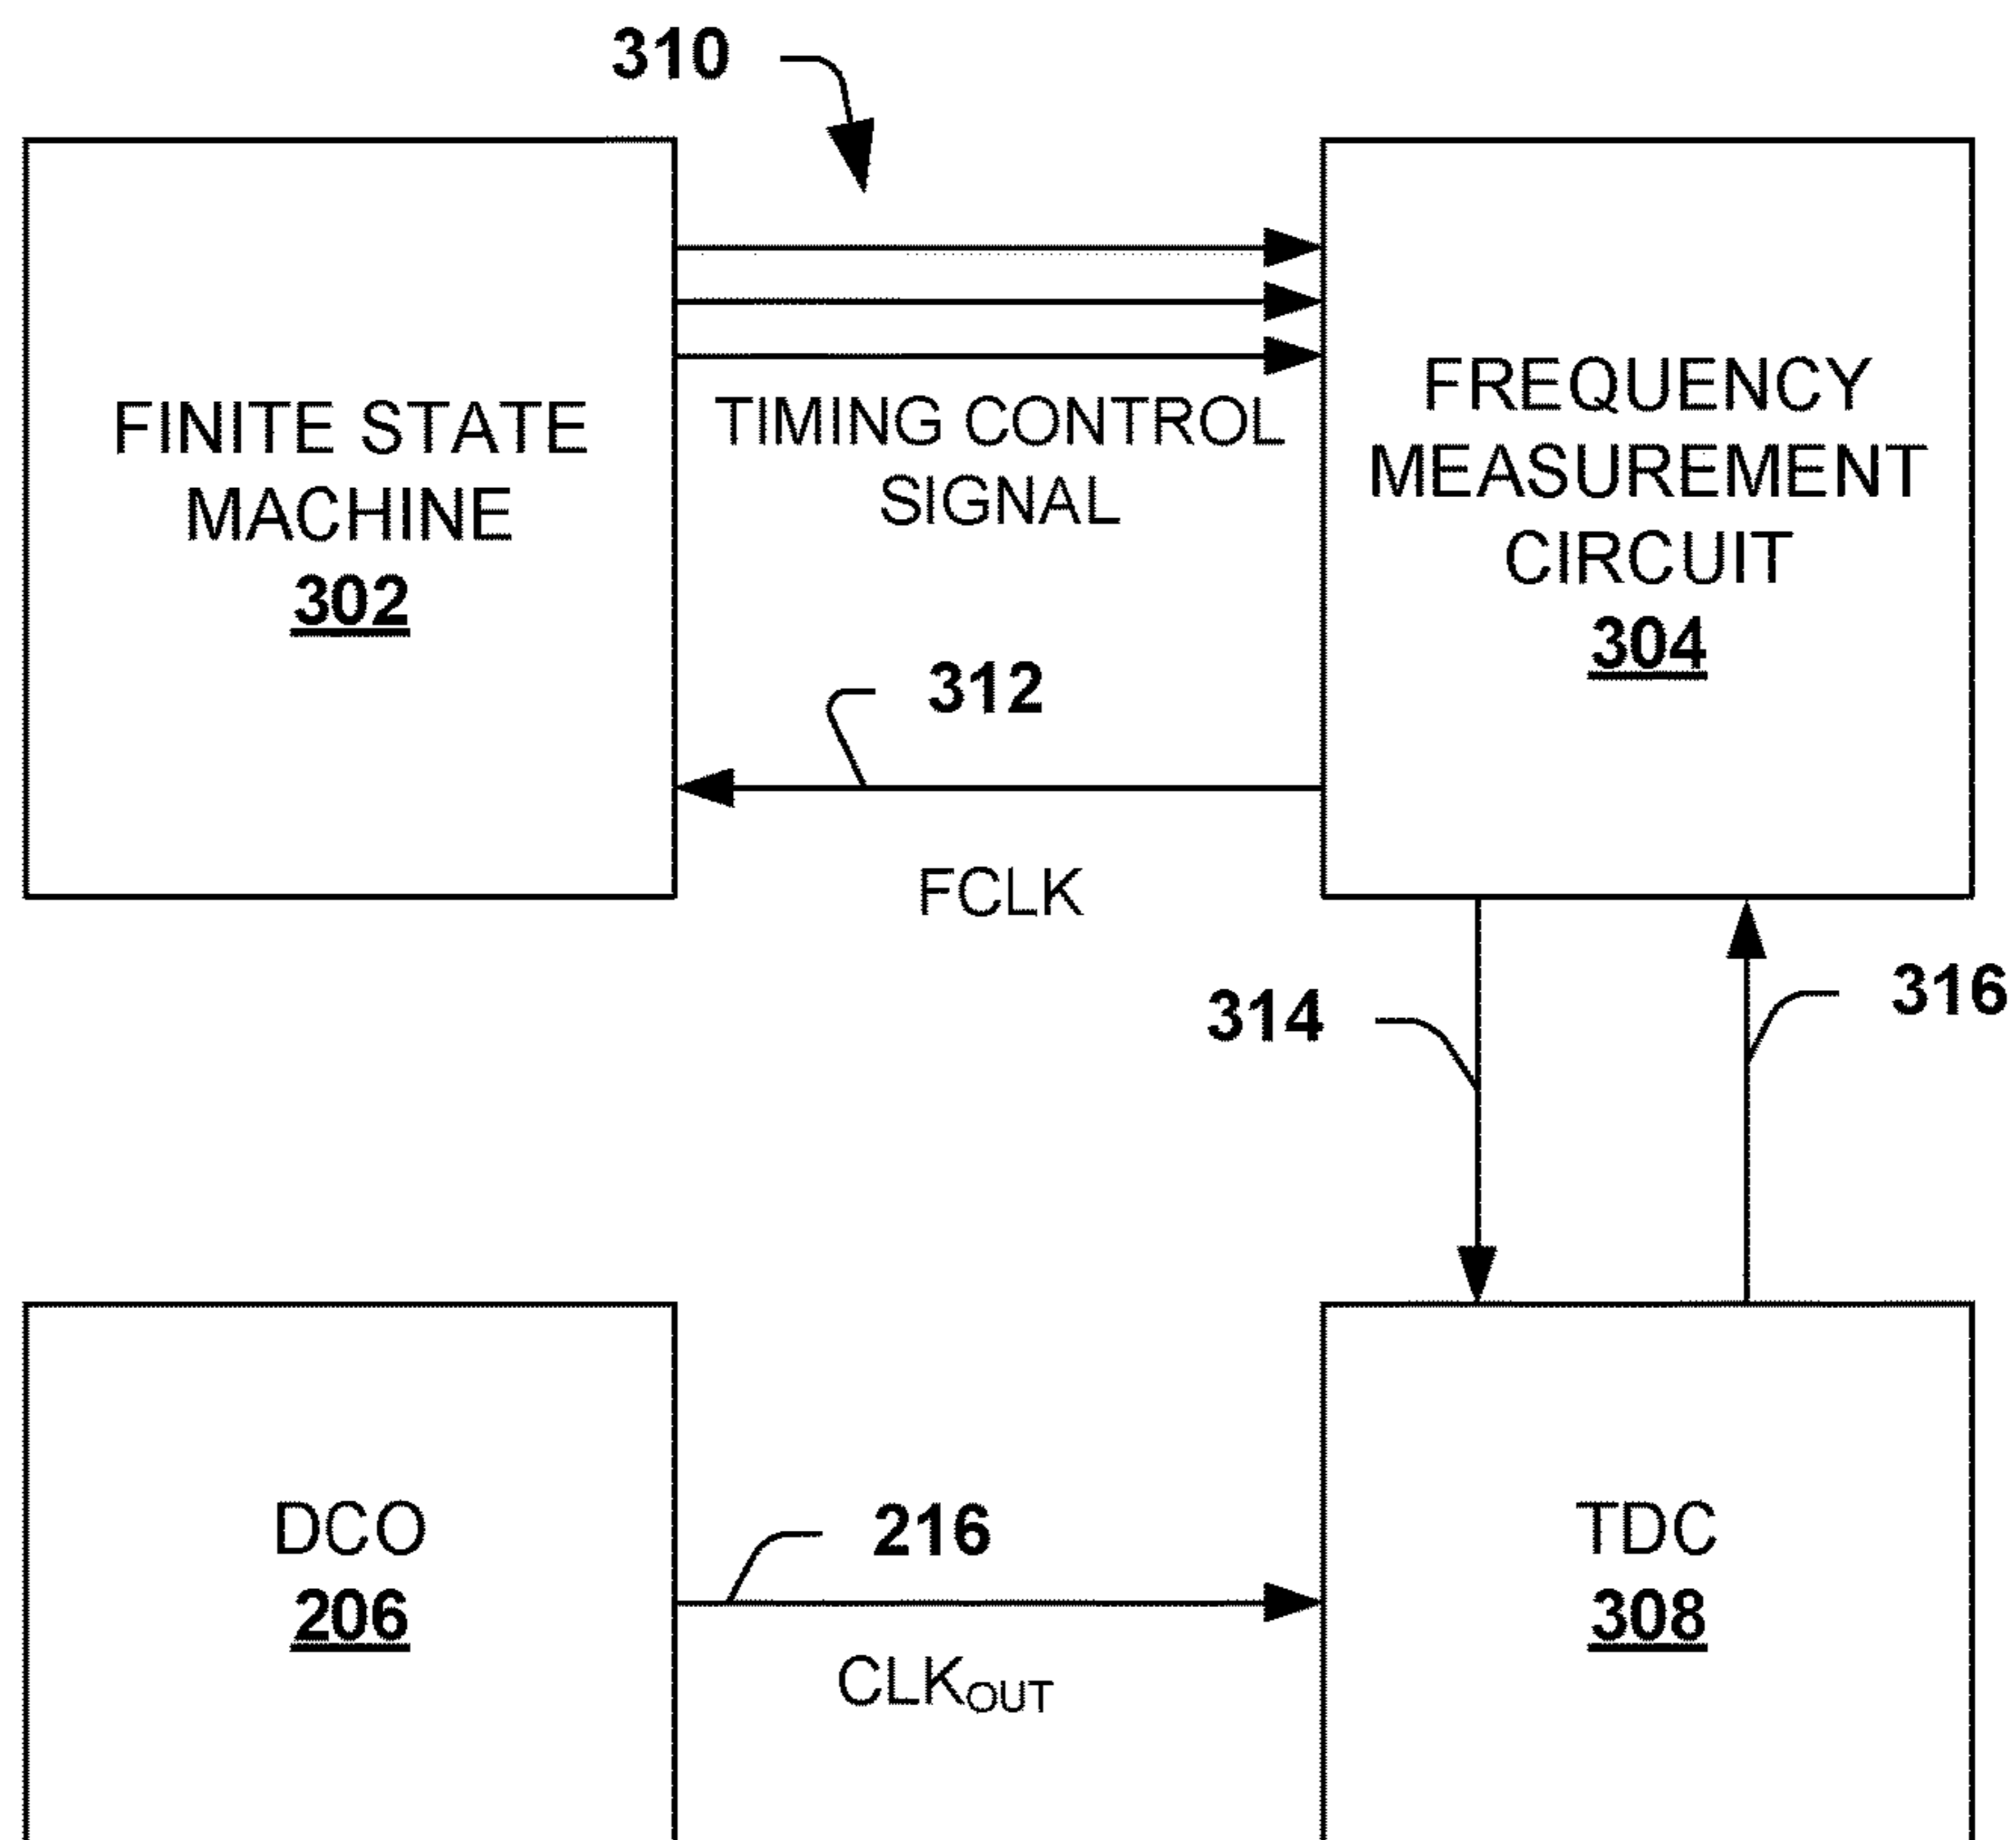 310
FINITE STATE
MACHINE
302
TIMING CONTROL
SIGNAL
FREQUENCY
MEASUREMENT
CIRCUIT
304
312
FCLK
314
316
DCO
206
216
CLKOUT
TDC
308